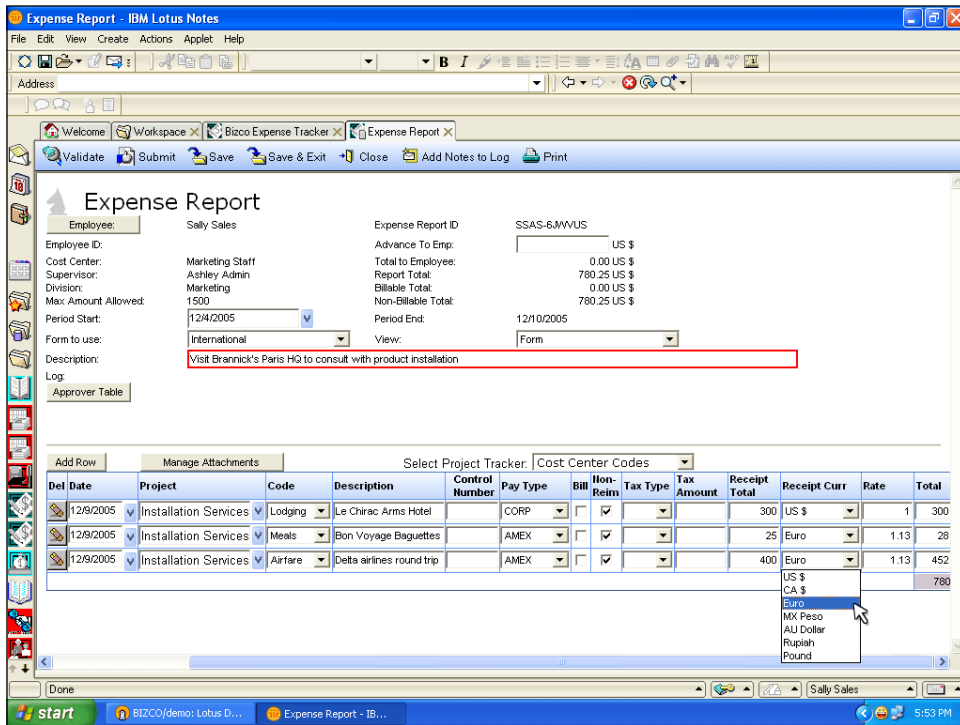 Expense Report - IBM Lotus Notes
File Edit View Create Actions Applet Help
B I
Address
Welcome Workspace Bizco Expense Tracker Expense Report
Validate Submit Save Save & Exit Close Add Notes to Log Print
Expense Report
Employee: Sally Sales Expense Report ID SSAS-6JWVUS
Employee ID: Advance To Emp: US $
Cost Center: Marketing Staff Total to Employee: 0.00 US $
Supervisor: Ashley Admin Report Total: 780.25 US $
Division: Marketing Billable Total: 0.00 US $
Max Amount Allowed: 1500 Non-Billable Total: 780.25 US $
Period Start: 12/4/2005 Period End: 12/10/2005
Form to use: International View: Form
Description: Visit Brannick's Paris HQ to consult with product installation
Log:
Approver Table
Add Row Manage Attachments Select Project Tracker: Cost Center Codes
Del Date Project Code Description Control Number Pay Type Bill Non-Reim Tax Type Tax Amount Receipt Total Receipt Curr Rate Total
12/9/2005 Installation Services Lodging Le Chirac Arms Hotel CORP 300 US $ 1 300
12/9/2005 Installation Services Meals Bon Voyage Baguettes AMEX 25 Euro 1.13 28
12/9/2005 Installation Services Airfare Delta airlines round trip AMEX 400 Euro 1.13 452
780
US $
CA $
Euro
MX Peso
AU Dollar
Rupiah
Pound
Done Sally Sales
start BIZCO/demo: Lotus D... Expense Report - IB... 5:53 PM